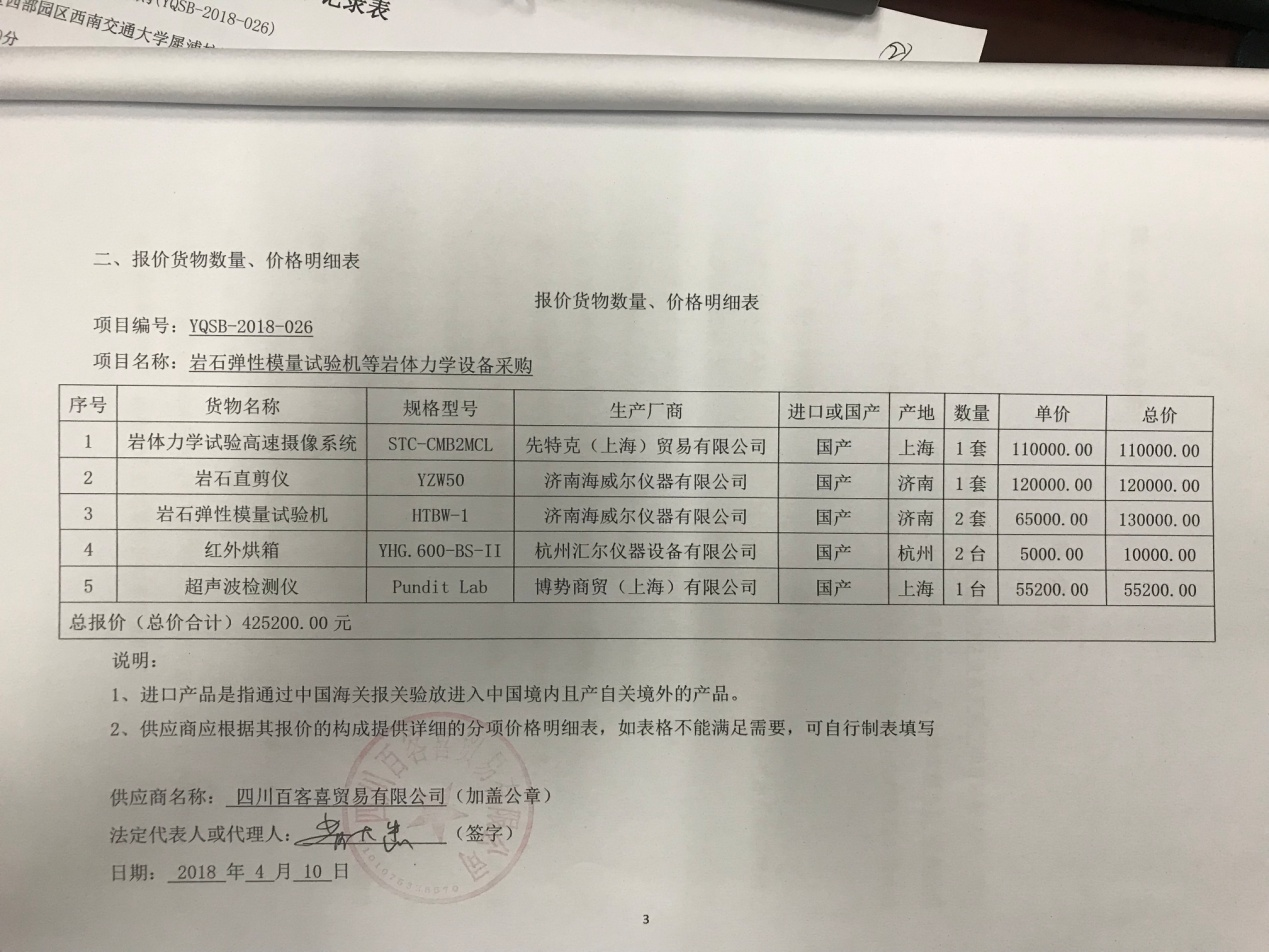 记录表
(YQSB-2018-026)
西部园区西南交通大学犀浦校
分
②
二、报价货物数量、价格明细表
报价货物数量、价格明细表
项目编号：YQSB-2018-026
项目名称：岩石弹性模量试验机等岩体力学设备采购
序号 货物名称 规格型号 生产厂商 进口或国产 产地 数量 单价 总价
1 岩体力学试验高速摄像系统 STC-CMB2MCL 先特克（上海）贸易有限公司 国产 上海 1 套 110000.00 110000.00
2 岩石直剪仪 YZW50 济南海威尔仪器有限公司 国产 济南 1 套 120000.00 120000.00
3 岩石弹性模量试验机 HTBW-1 济南海威尔仪器有限公司 国产 济南 2 套 65000.00 130000.00
4 红外烘箱 YHG.600-BS-II 杭州汇尔仪器设备有限公司 国产 杭州 2 台 5000.00 10000.00
5 超声波检测仪 Pundit Lab 博势商贸（上海）有限公司 国产 上海 1 台 55200.00 55200.00
总报价（总价合计）425200.00 元
说明：
1、进口产品是指通过中国海关报关验放进入中国境内且产自关境外的产品。
2、供应商应根据其报价的构成提供详细的分项价格明细表，如表格不能满足需要，可自行制表填写
供应商名称：四川百客喜贸易有限公司（加盖公章）
四川百客喜贸易有限公司
法定代表人或代理人：（签字）
日期：2018 年 4 月 10 日
3